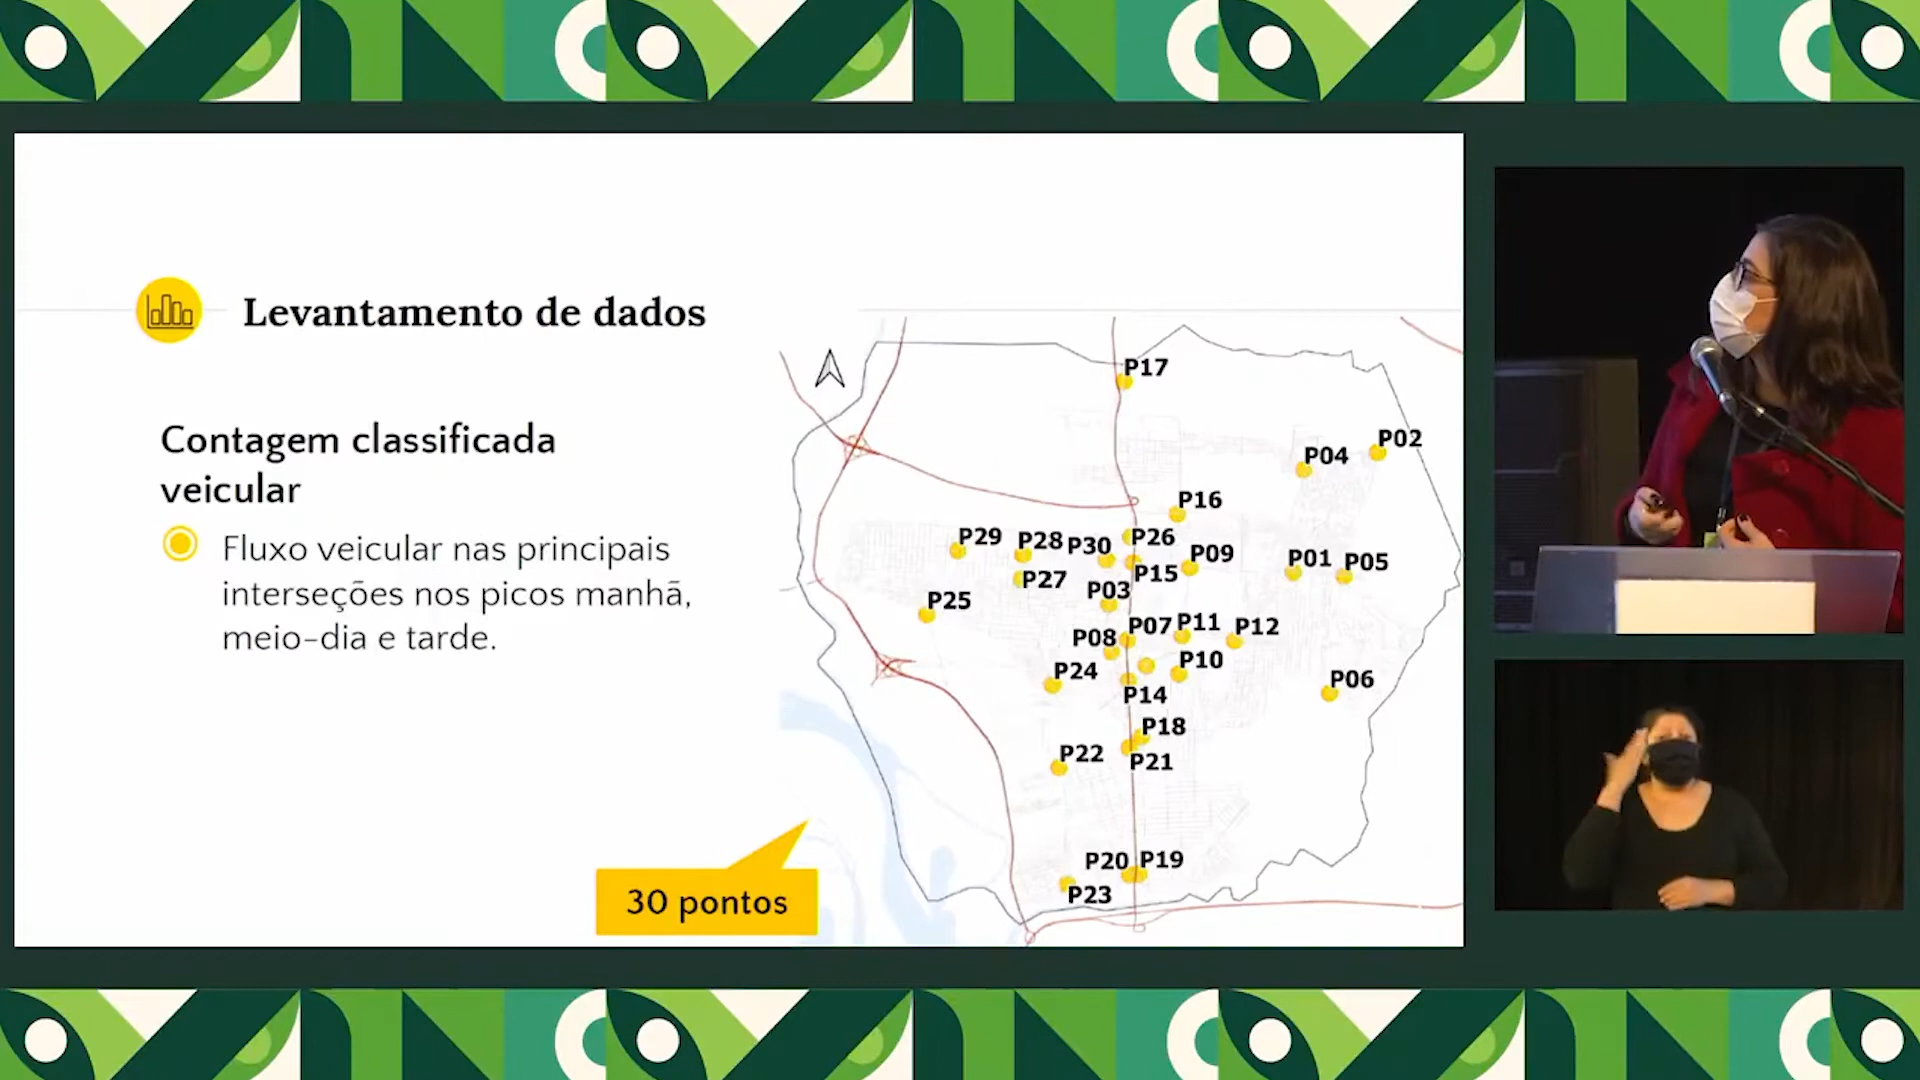 Levantamento de dados
Contagem classificada
veicular
Fluxo veicular nas principais
interseções nos picos manhã,
meio-dia e tarde.
30 pontos
P17
P02
P04
P16
P29
P28
P30
P26
P09
P01
P05
P27
P15
P03
P25
P08
P07
P11
P12
P24
P10
P14
P06
P18
P22
P21
P20
P19
P23